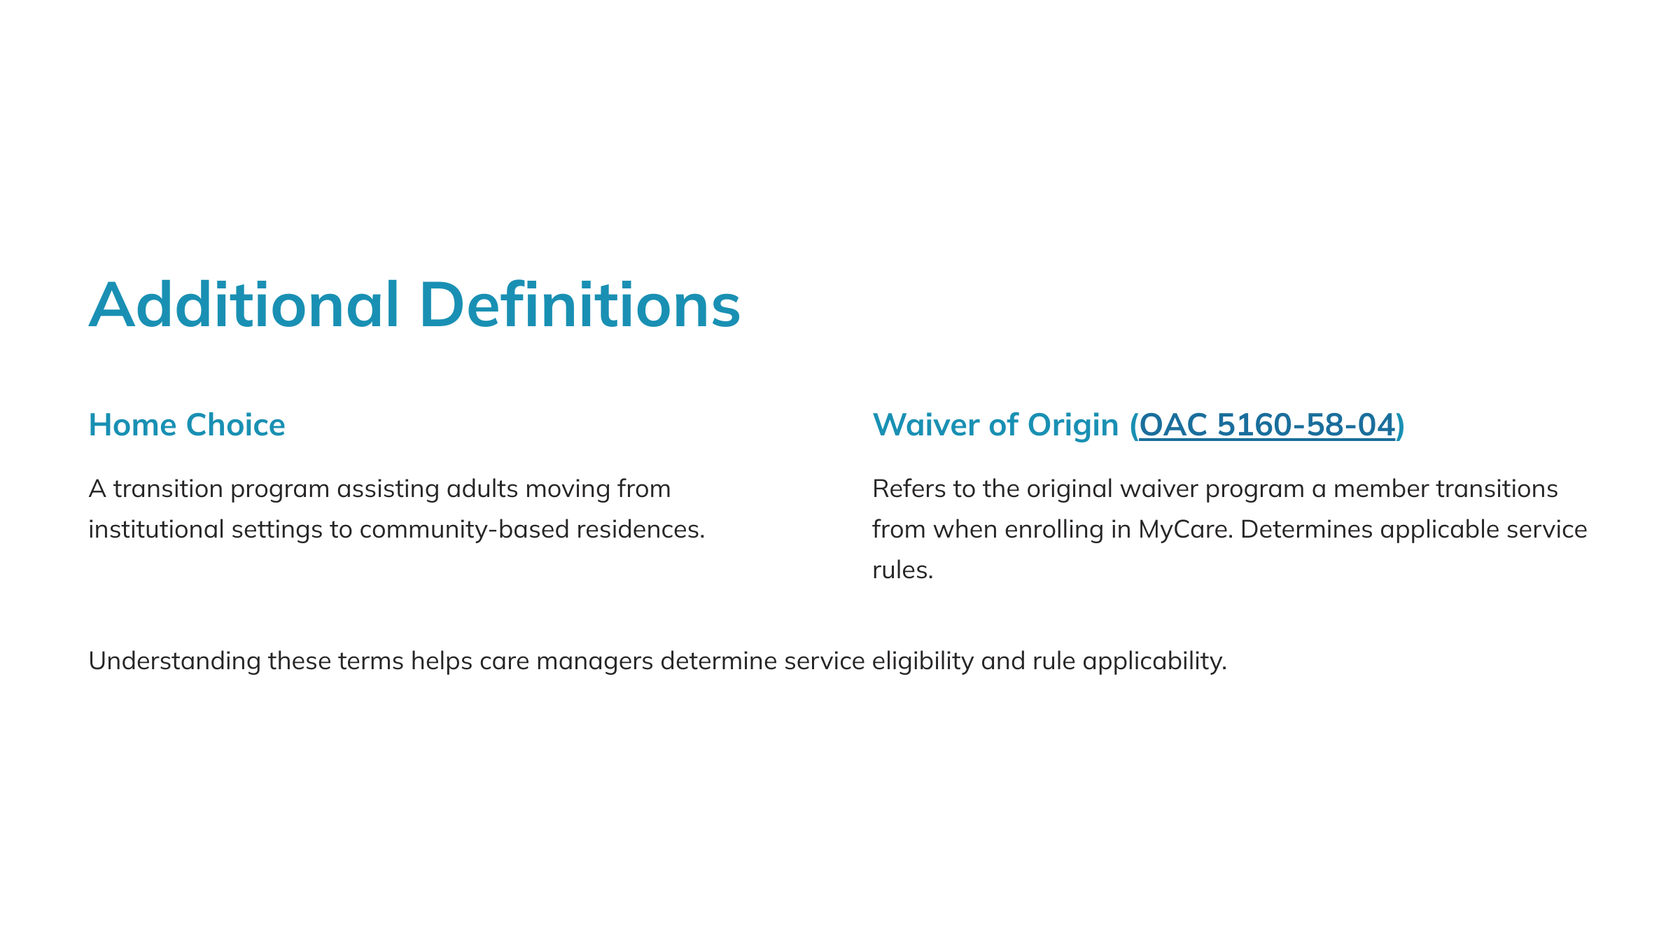 Additional Definitions
Home Choice
A transition program assisting adults moving from
institutional settings to community-based residences.
Waiver of Origin (OAC 5160-58-04)
Refers to the original waiver program a member transitions
from when enrolling in MyCare. Determines applicable service
rules.
Understanding these terms helps care managers determine service eligibility and rule applicability.